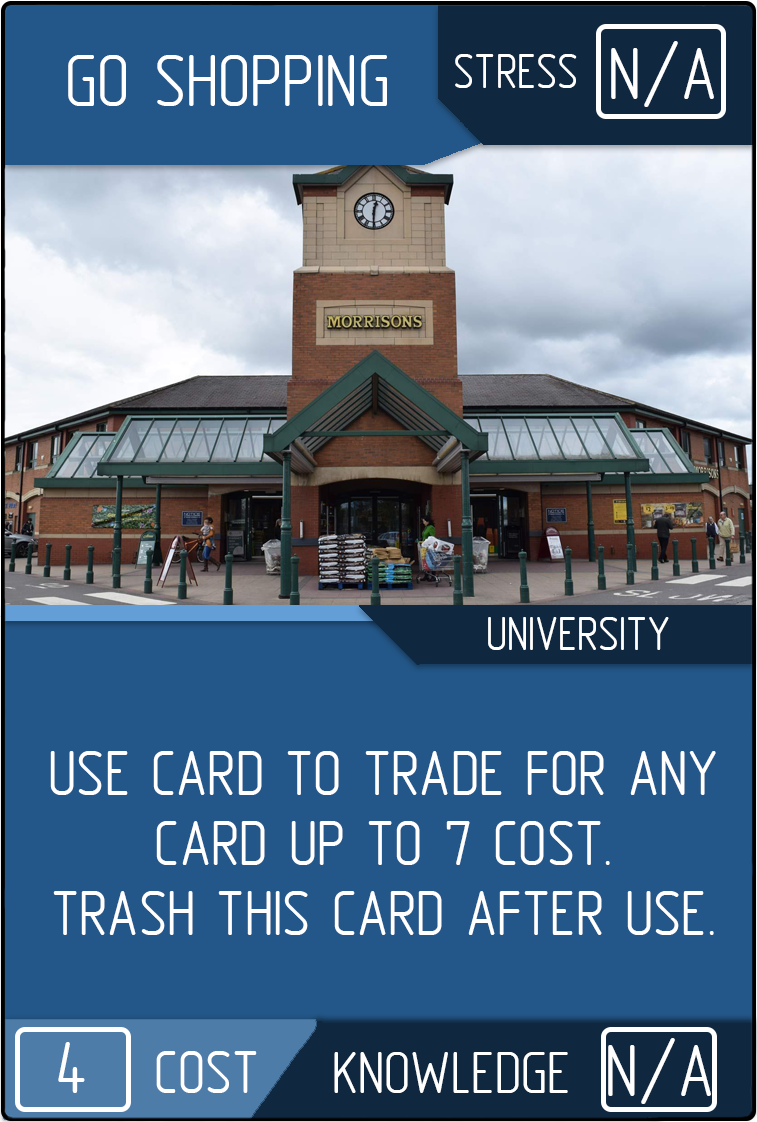 GO SHOPPING
STRESS N/A
MORRISONS
MORRISONS
UNIVERSITY
USE CARD TO TRADE FOR ANY
CARD UP TO 7 COST.
TRASH THIS CARD AFTER USE.
4 COST KNOWLEDGE N/A